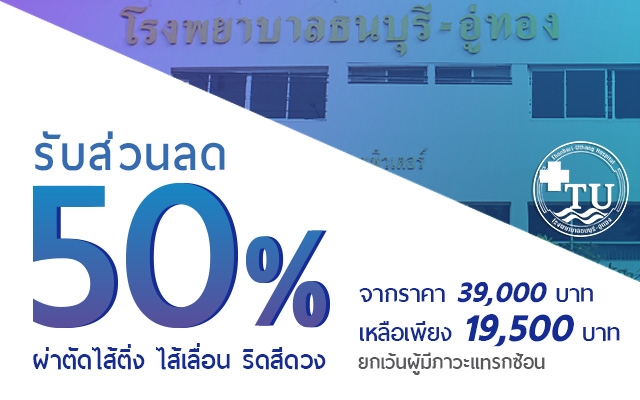 โรงพยาบาลธนบุรี-อู่ทอง
รับส่วนลด
50%
ผ่าตัดไส้ติ่ง ไส้เลื่อน ริดสีดวง
TU
โรงพยาบาลธนบุรี-อู่ทอง
จากราคา 39,000 บาท
เหลือเพียง 19,500 บาท
ยกเว้นผู้มีภาวะแทรกซ้อน